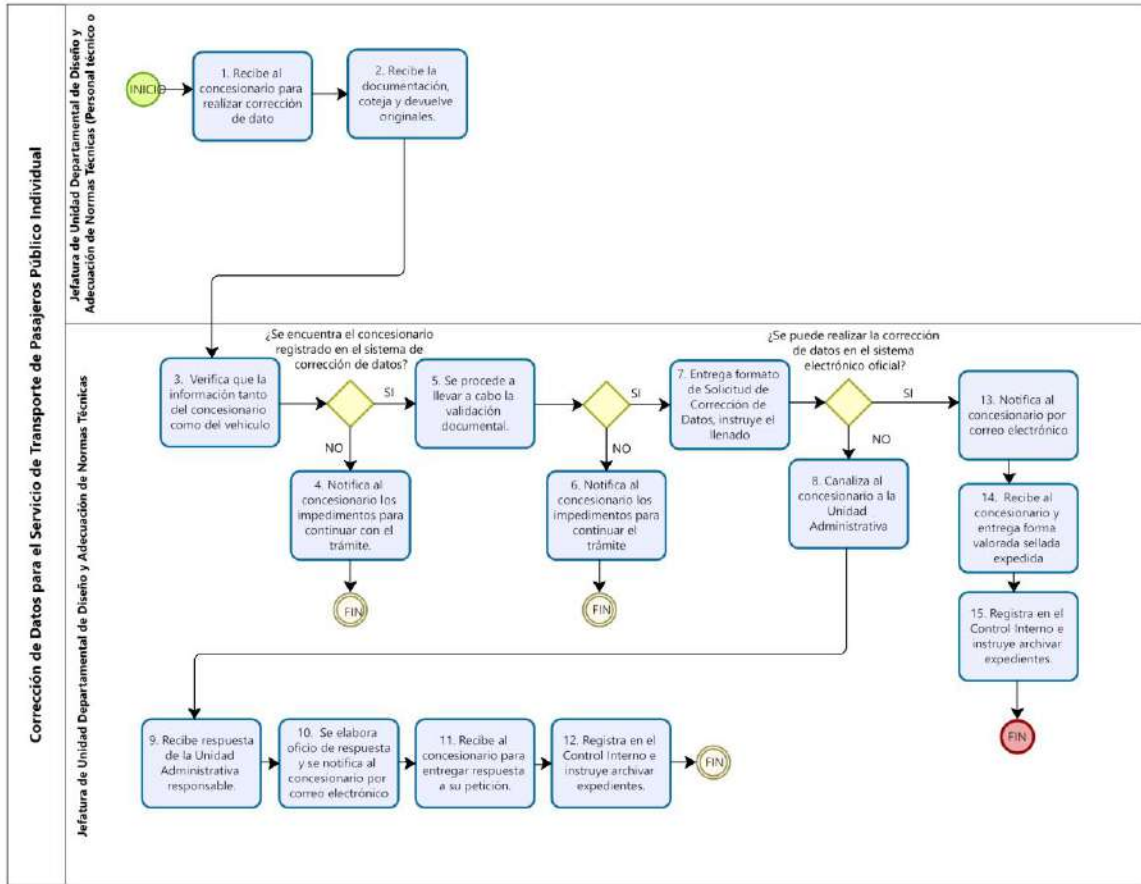 Corrección de Datos para el Servicio de Transporte de Pasajeros Público Individual
Jefatura de Unidad Departamental de Diseño y
Adecuación de Normas Técnicas (Personal técnico o
INICIO
1. Recibe al
concesionario para
realizar corrección
de dato
2. Recibe la
documentación,
coteja y devuelve
originales.
Jefatura de Unidad Departamental de Diseño y Adecuación de Normas Técnicas
3. Verifica que la
información tanto
del concesionario
como del vehiculo
¿Se encuentra el concesionario
registrado en el sistema de
corrección de datos?
SI
NO
4. Notifica al
concesionario los
impedimentos para
continuar con el
trámite.
FIN
5. Se procede a
llevar a cabo la
validación
documental.
SI
NO
6. Notifica al
concesionario los
impedimentos para
continuar el
trámite
FIN
7. Entrega formato
de Solicitud de
Corrección de
Datos, instruye el
llenado
¿Se puede realizar la corrección
de datos en el sistema
electrónico oficial?
SI
NO
8. Canaliza al
concesionario a la
Unidad
Administrativa
9. Recibe respuesta
de la Unidad
Administrativa
responsable.
10. Se elabora
oficio de respuesta
y se notifica al
concesionario por
correo electrónico
11. Recibe al
concesionario para
entregar respuesta
a su petición.
12. Registra en el
Control Interno e
instruye archivar
expedientes.
FIN
13. Notifica al
concesionario por
correo electrónico
14. Recibe al
concesionario y
entrega forma
valorada sellada
expedida
15. Registra en el
Control Interno e
instruye archivar
expedientes.
FIN